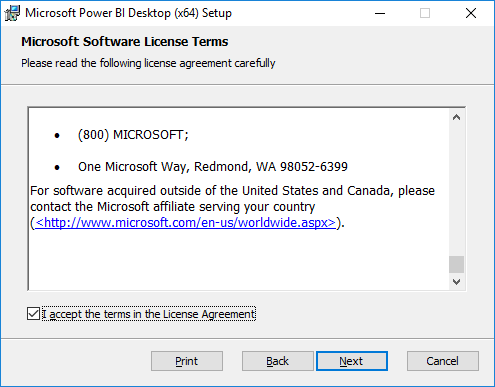 Microsoft Power BI Desktop (x64) Setup
Microsoft Software License Terms
Please read the following license agreement carefully
• (800) MICROSOFT;
• One Microsoft Way, Redmond, WA 98052-6399
For software acquired outside of the United States and Canada, please
contact the Microsoft affiliate serving your country
(<http://www.microsoft.com/en-us/worldwide.aspx>).
I accept the terms in the License Agreement
Print Back Next Cancel